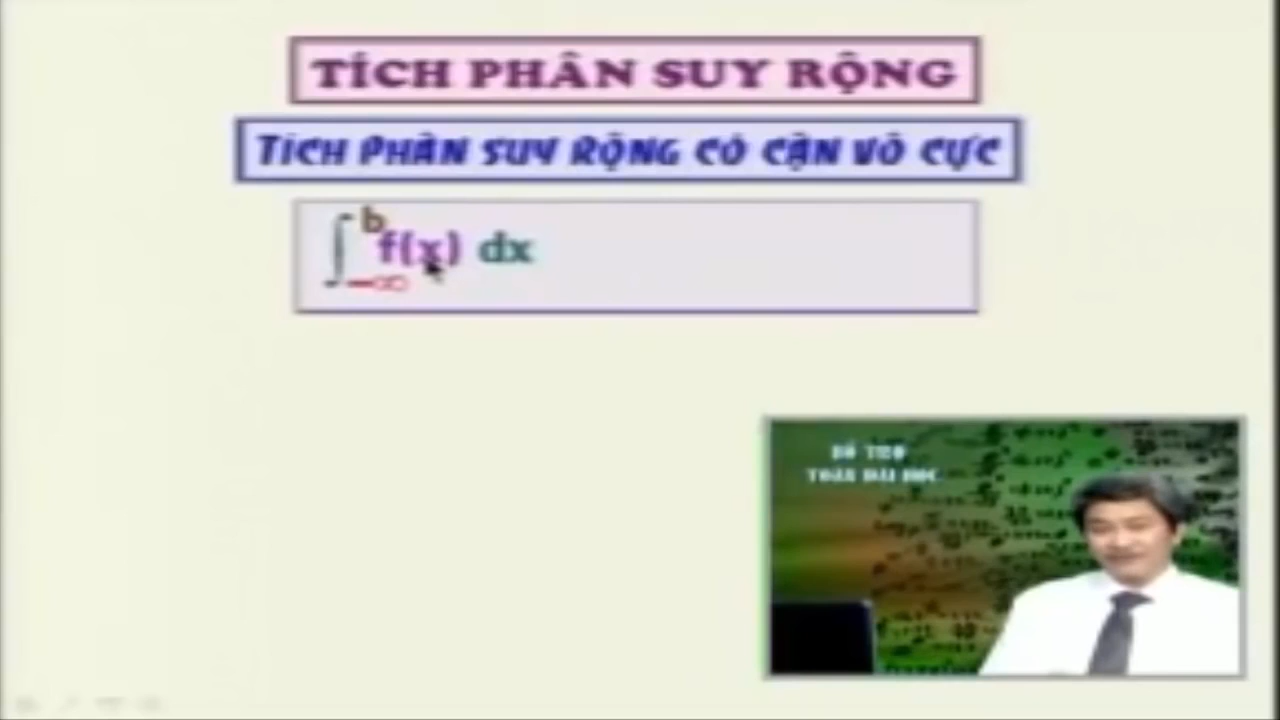 TÍCH PHÂN SUY RỘNG
TÍCH PHÂN SUY RỘNG CÓ CẬN VÔ CỰC
∫_{-∞}^{b} f(x) dx